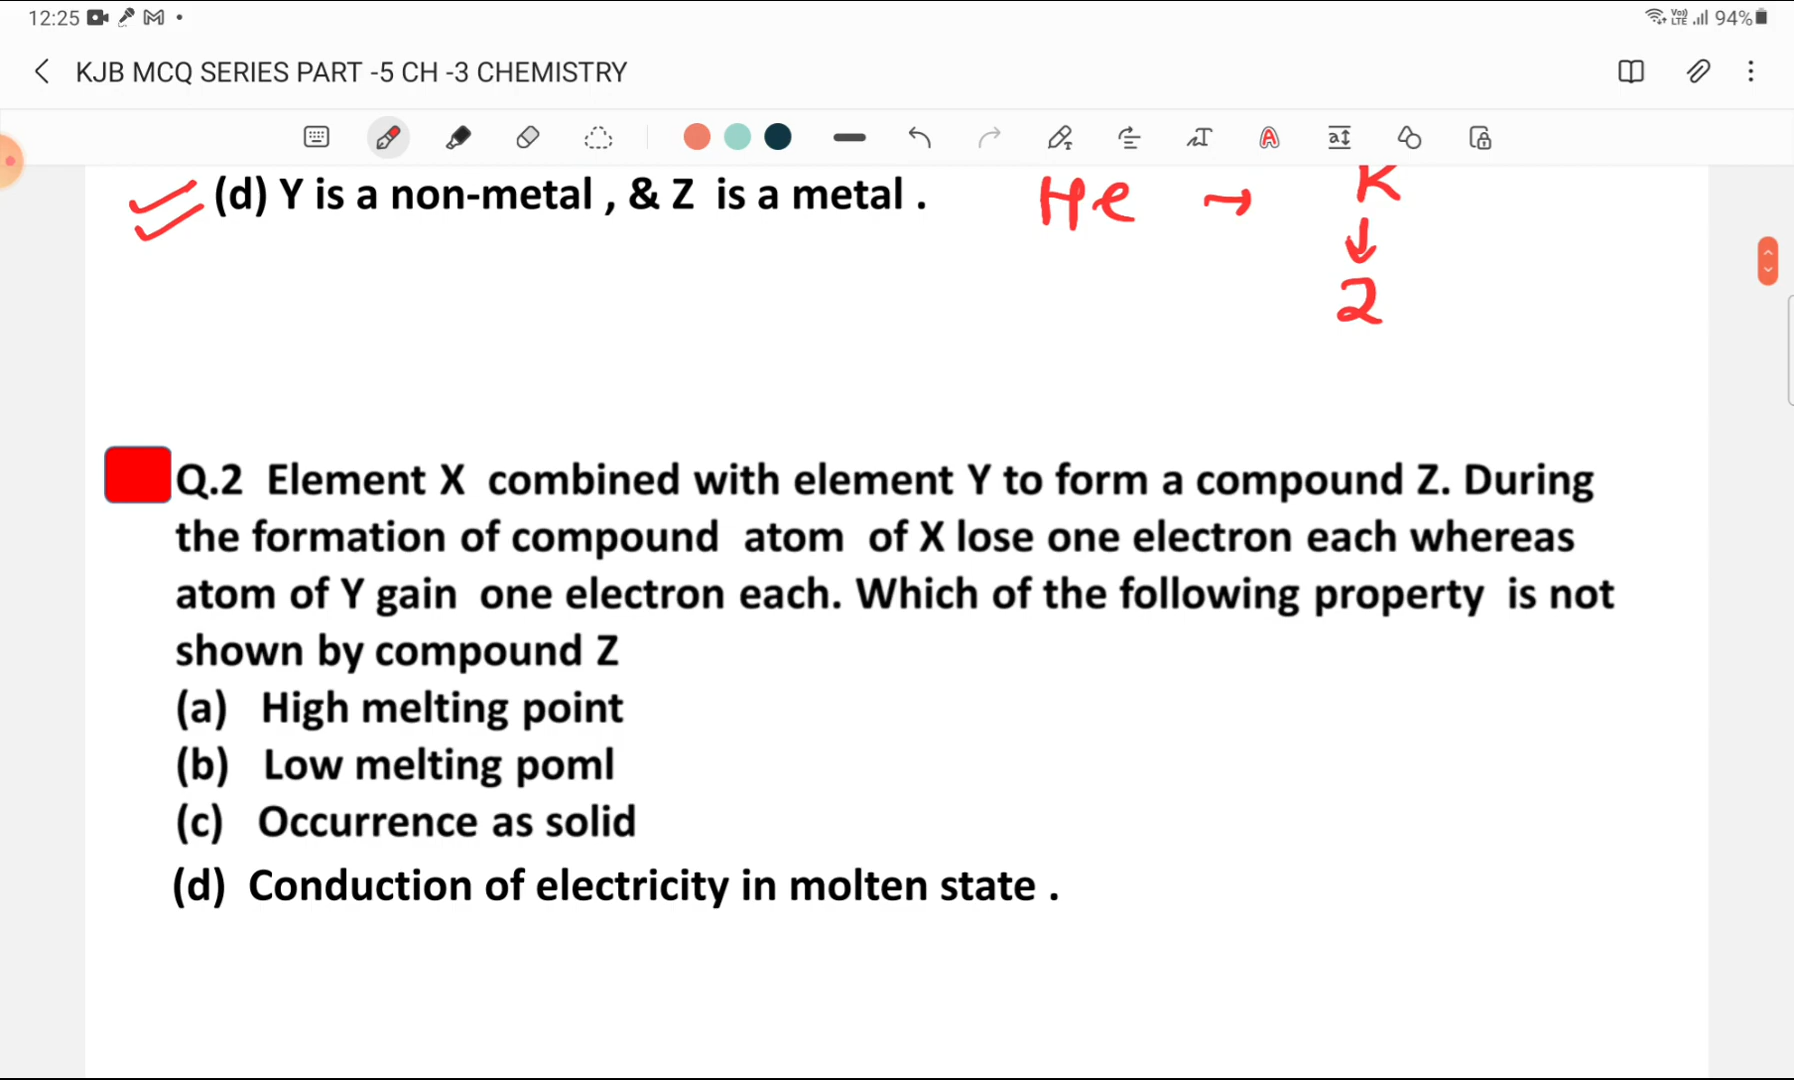 12:25
94%
KJB MCQ SERIES PART -5 CH -3 CHEMISTRY
(d) Y is a non-metal , & Z is a metal .
He → K
↓
2
Q.2 Element X combined with element Y to form a compound Z. During
the formation of compound atom of X lose one electron each whereas
atom of Y gain one electron each. Which of the following property is not
shown by compound Z
(a) High melting point
(b) Low melting poml
(c) Occurrence as solid
(d) Conduction of electricity in molten state .